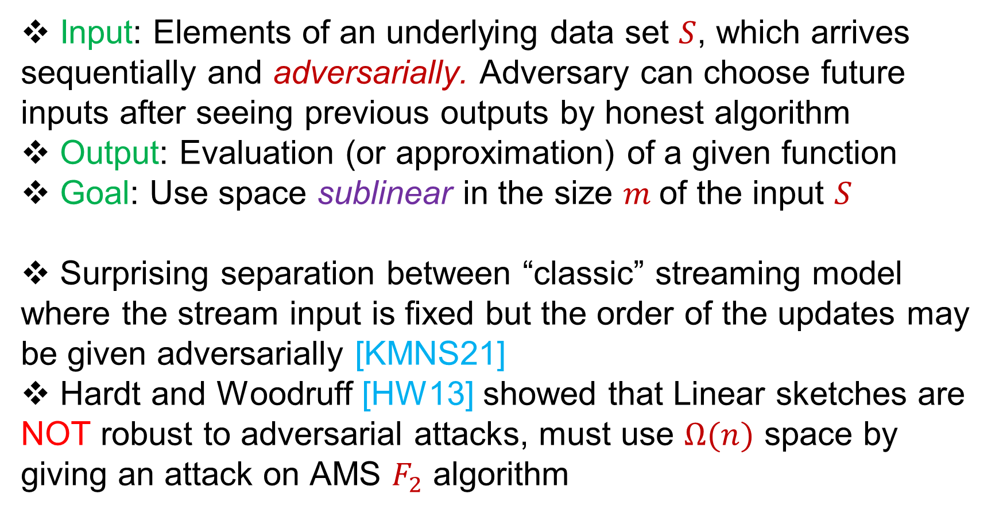 ❖ Input: Elements of an underlying data set S, which arrives
sequentially and adversarially. Adversary can choose future
inputs after seeing previous outputs by honest algorithm
❖ Output: Evaluation (or approximation) of a given function
❖ Goal: Use space sublinear in the size m of the input S
❖ Surprising separation between “classic” streaming model
where the stream input is fixed but the order of the updates may
be given adversarially [KMNS21]
❖ Hardt and Woodruff [HW13] showed that Linear sketches are
NOT robust to adversarial attacks, must use Ω(n) space by
giving an attack on AMS F₂ algorithm